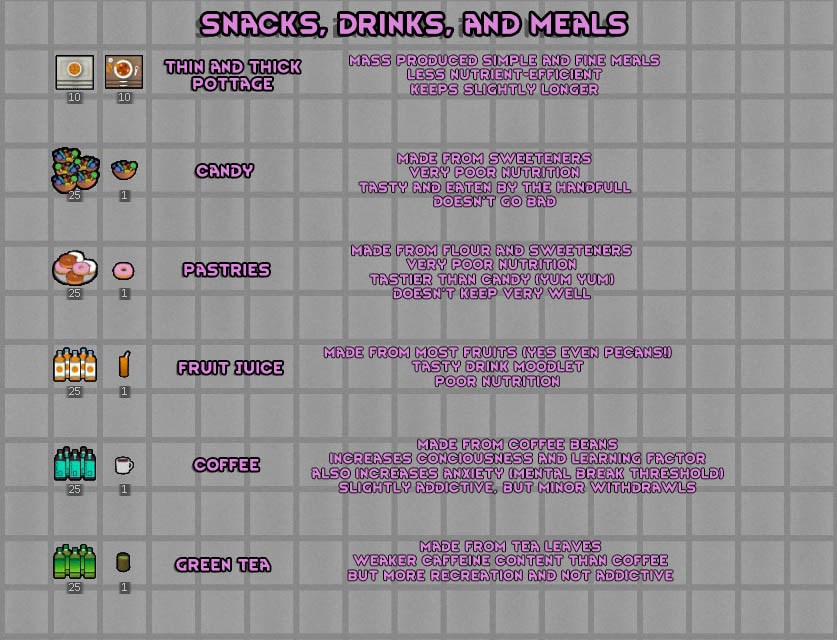 SNACKS, DRINKS, AND MEALS
10 10
THIN AND THICK
POTTAGE
MASS PRODUCED SIMPLE AND FINE MEALS
LESS NUTRIENT-EFFICIENT
KEEPS SLIGHTLY LONGER
25 1
CANDY
MADE FROM SWEETENERS
VERY POOR NUTRITION
TASTY AND EATEN BY THE HANDFULL
DOESN'T GO BAD
25 1
PASTRIES
MADE FROM FLOUR AND SWEETENERS
VERY POOR NUTRITION
TASTIER THAN CANDY (YUM YUM)
DOESN'T KEEP VERY WELL
25 1
FRUIT JUICE
MADE FROM MOST FRUITS (YES EVEN PECANS!)
TASTY DRINK MOODLET
POOR NUTRITION
25 1
COFFEE
MADE FROM COFFEE BEANS
INCREASES CONCIOUSNESS AND LEARNING FACTOR
ALSO INCREASES ANXIETY (MENTAL BREAK THRESHOLD)
SLIGHTLY ADDICTIVE, BUT MINOR WITHDRAWLS
25 1
GREEN TEA
MADE FROM TEA LEAVES
WEAKER CAFFEINE CONTENT THAN COFFEE
BUT MORE RECREATION AND NOT ADDICTIVE
25 1